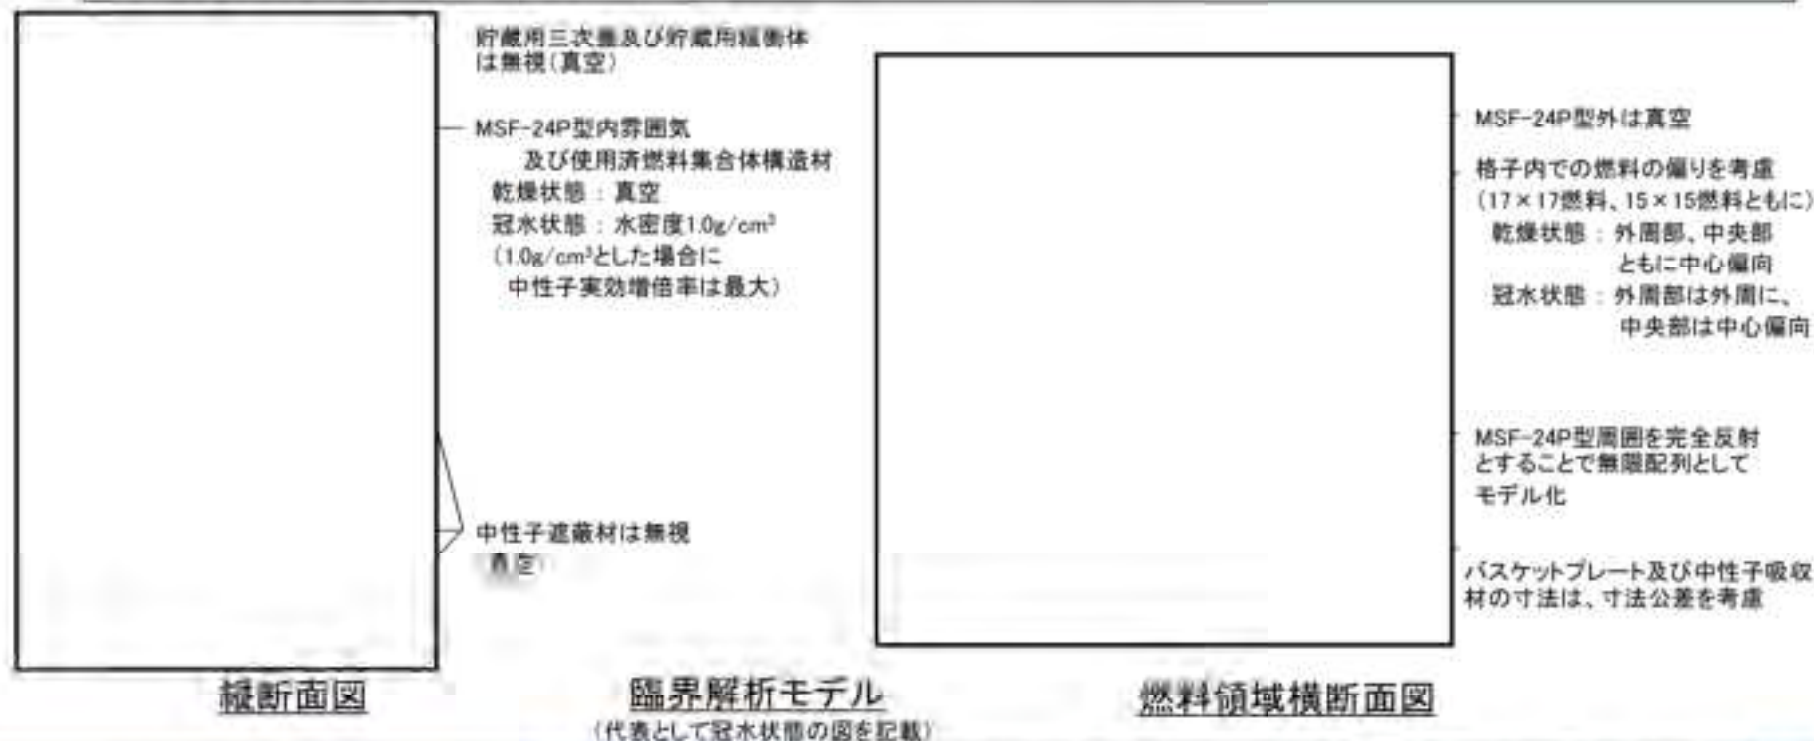 貯蔵用三次蓋及び貯蔵用緩衝体
は無視(真空)
MSF-24P型内雰囲気
及び使用済燃料集合体構造材
乾燥状態 : 真空
冠水状態 : 水密度1.0g/cm³
(1.0g/cm³とした場合に
中性子実効増倍率は最大)
中性子遮蔽材は無視
縦断面図
臨界解析モデル
(代表として冠水状態の図を記載)
MSF-24P型外は真空
格子内での燃料の偏りを考慮
(17×17燃料、15×15燃料ともに)
乾燥状態 : 外周部、中央部
ともに中心偏向
冠水状態 : 外周部は外周に、
中央部は中心偏向
MSF-24P型周囲を完全反射
とすることで無限配列として
モデル化
バスケットプレート及び中性子吸収
材の寸法は、寸法公差を考慮
燃料領域横断面図